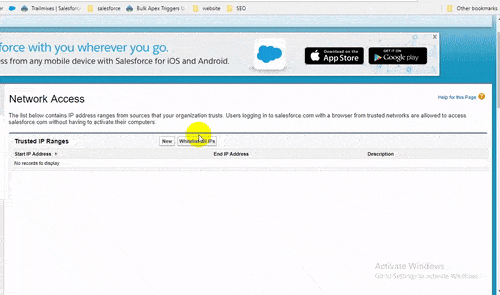 Trailmixes | Salesfor
salesforce
Bulk Apex Triggers U
website
SEO
Other bookmarks
force with you wherever you go.
ess from any mobile device with Salesforce for iOS and Android.
salesforce
Download on the
App Store
GET IT ON
Google play
X
Network Access
Help for this Page
The list below contains IP address ranges from sources that your organization trusts. Users logging in to salesforce.com with a browser from trusted networks are allowed to access
salesforce.com without having to activate their computers.
Trusted IP Ranges
New
IPs
Start IP Address ↑
End IP Address
Description
No records to display
Activate Windows
Go to Settings to activate Windows.